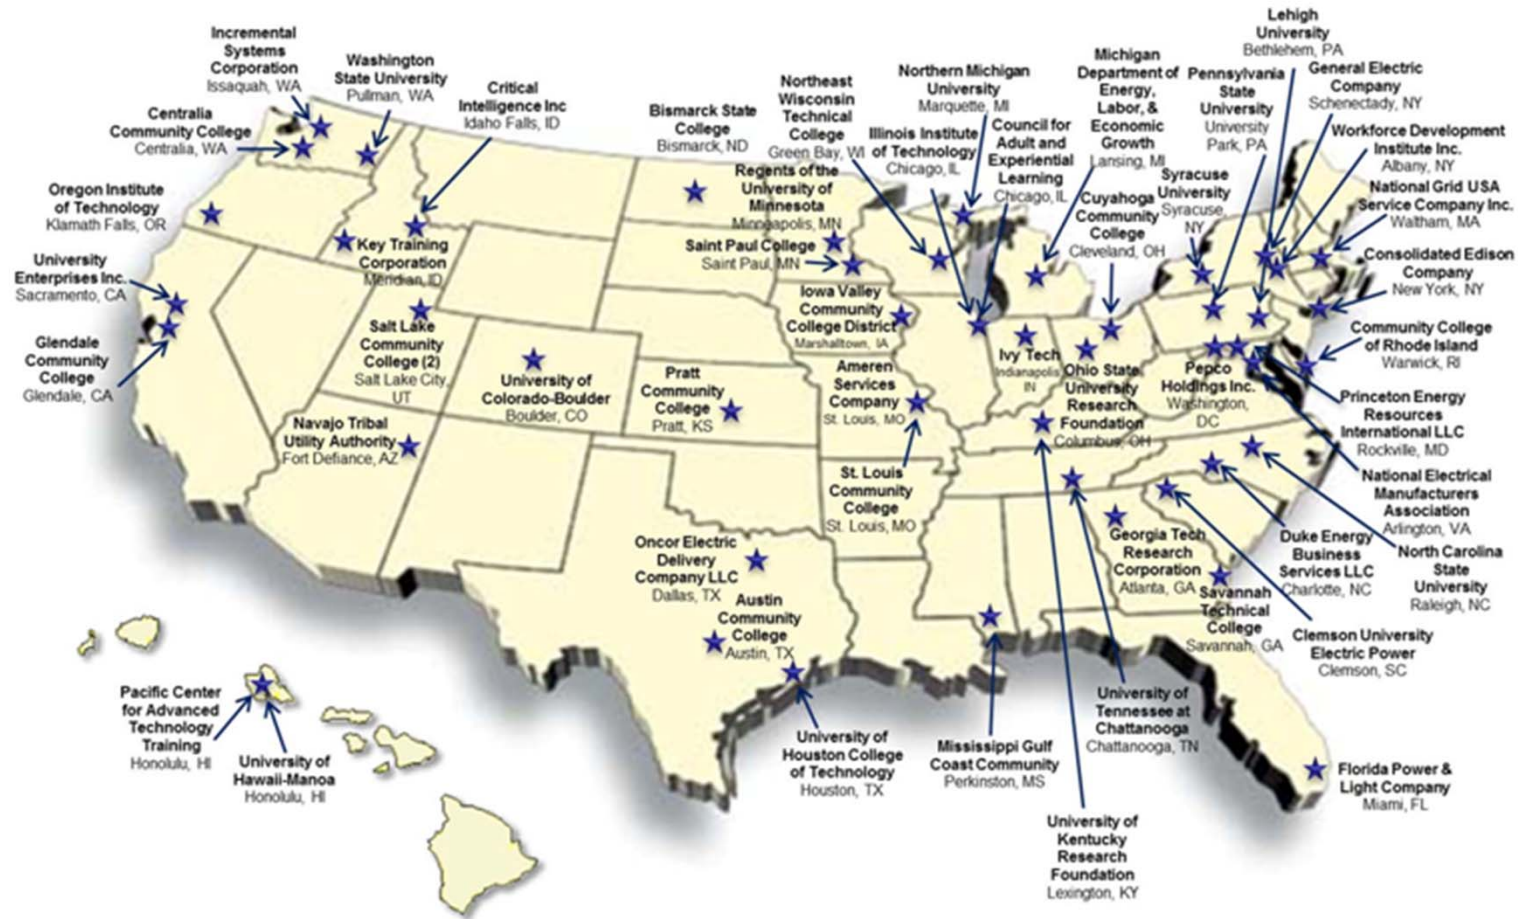 Incremental
Systems
Corporation
Issaquah, WA
Washington
State University
Pullman, WA
Critical
Intelligence Inc
Idaho Falls, ID
Centralia
Community College
Centralia, WA
Oregon Institute
of Technology
Klamath Falls, OR
Key Training
Corporation
Meridian, ID
University
Enterprises Inc.
Sacramento, CA
Glendale
Community
College
Glendale, CA
Salt Lake
Community
College (2)
Salt Lake City,
UT
Navajo Tribal
Utility Authority
Fort Defiance, AZ
University of
Colorado-Boulder
Boulder, CO
Bismarck State
College
Bismarck, ND
Northeast
Wisconsin
Technical
College
Green Bay, WI
Regents of the
University of
Minnesota
Minneapolis, MN
Saint Paul College
Saint Paul, MN
Iowa Valley
Community
College District
Marshalltown, IA
Pratt
Community
College
Pratt, KS
Ameren
Services
Company
St. Louis, MO
St. Louis
Community
College
St. Louis, MO
Northern Michigan
University
Marquette, MI
Illinois Institute
of Technology
Chicago, IL
Council for
Adult and
Experiential
Learning
Chicago, IL
Michigan
Department of
Energy,
Labor, &
Economic
Growth
Lansing, MI
Cuyahoga
Community
College
Cleveland, OH
Ivy Tech
Indianapolis
IN
Ohio State
University
Research
Foundation
Columbus, OH
Lehigh
University
Bethlehem, PA
Pennsylvania
State
University
University
Park, PA
General Electric
Company
Schenectady, NY
Syracuse
University
Syracuse,
NY
Workforce Development
Institute Inc.
Albany, NY
National Grid USA
Service Company Inc.
Waltham, MA
Consolidated Edison
Company
New York, NY
Community College
of Rhode Island
Warwick, RI
Pepco
Holdings Inc.
Washington,
DC
Princeton Energy
Resources
International LLC
Rockville, MD
National Electrical
Manufacturers
Association
Arlington, VA
North Carolina
State
University
Raleigh, NC
Duke Energy
Business
Services LLC
Charlotte, NC
Georgia Tech
Research
Corporation
Atlanta, GA
Savannah
Technical
College
Savannah, GA
Clemson University
Electric Power
Clemson, SC
Oncor Electric
Delivery
Company LLC
Dallas, TX
Austin
Community
College
Austin, TX
University of
Houston College
of Technology
Houston, TX
Mississippi Gulf
Coast Community
Perkinston, MS
University of
Tennessee at
Chattanooga
Chattanooga, TN
University of
Kentucky
Research
Foundation
Lexington, KY
Florida Power &
Light Company
Miami, FL
Pacific Center
for Advanced
Technology
Training
Honolulu, HI
University of
Hawaii-Manoa
Honolulu, HI